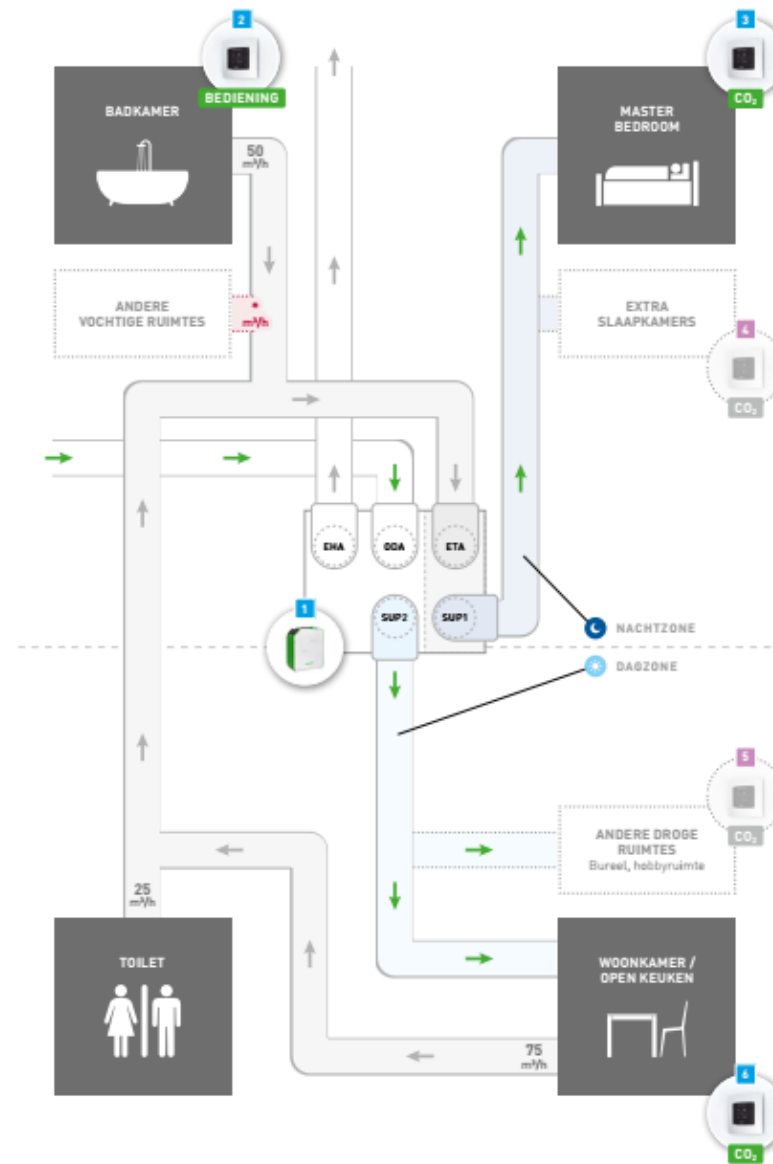 2
BEDIENING
BADKAMER
50
m³/h
3
CO₂
MASTER
BEDROOM
ANDERE
VOCHTIGE RUIMTES
*
m³/h
EXTRA
SLAAPKAMERS
4
CO₂
EHA
ODA
ETA
SUP2
SUP1
1
NACHTZONE
DAGZONE
5
CO₂
ANDERE DROGE
RUIMTES
Bureel, hobbyruimte
25
m³/h
TOILET
WOONKAMER /
OPEN KEUKEN
75
m³/h
6
CO₂